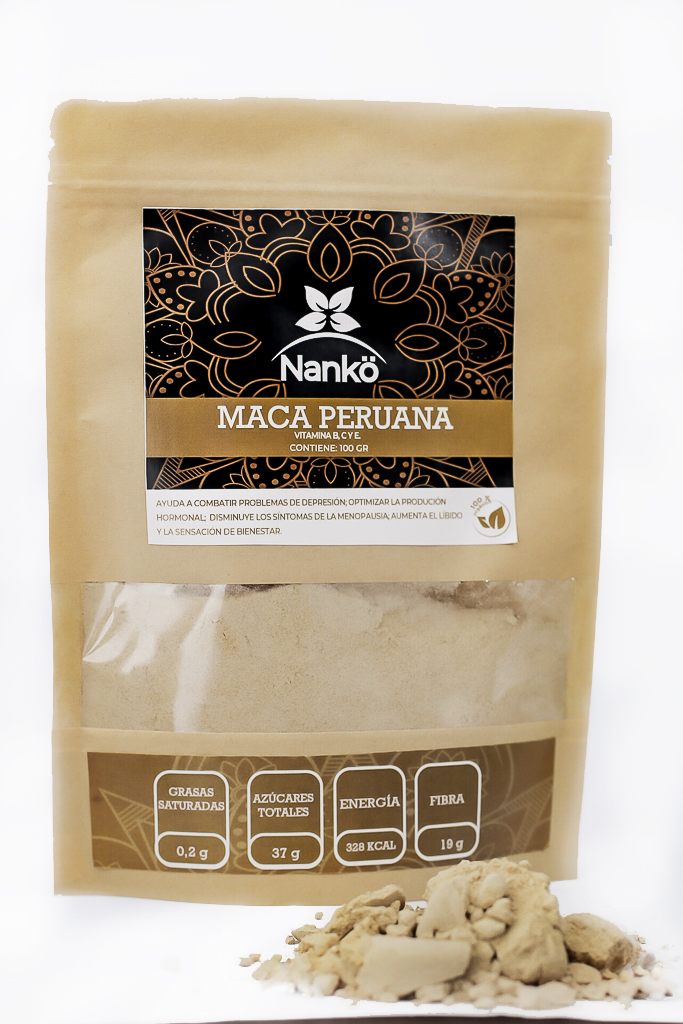 Nankö
MACA PERUANA
VITAMINA B, C Y E.
CONTIENE: 100 GR
AYUDA A COMBATIR PROBLEMAS DE DEPRESIÓN; OPTIMIZAR LA PRODUCIÓN
HORMONAL; DISMINUYE LOS SÍNTOMAS DE LA MENOPAUSIA; AUMENTA EL LIBIDO
Y LA SENSACIÓN DE BIENESTAR.
100 %
GRASAS
SATURADAS
0,2 g
AZÚCARES
TOTALES
37 g
ENERGÍA
328 KCAL
FIBRA
19 g